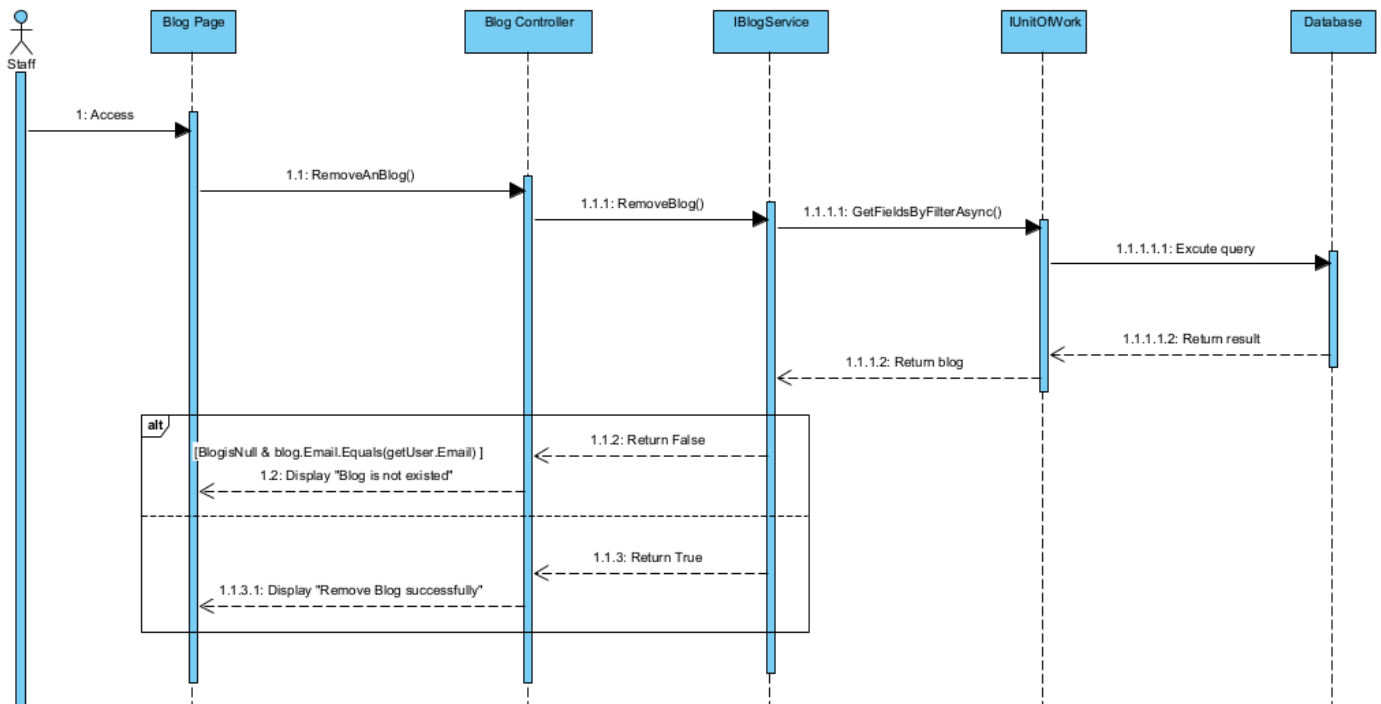 Blog Page
Blog Controller
IBlogService
IUnitOfWork
Database
Staff
1: Access
1.1: RemoveAnBlog()
1.1.1: RemoveBlog()
1.1.1.1: GetFieldsByFilterAsync()
1.1.1.1.1: Excute query
1.1.1.1.2: Return result
1.1.1.2: Return blog
alt
1.1.2: Return False
[BlogisNull & blog.Email.Equals(getUser.Email) ]
1.2: Display "Blog is not existed"
1.1.3: Return True
1.1.3.1: Display "Remove Blog successfully"